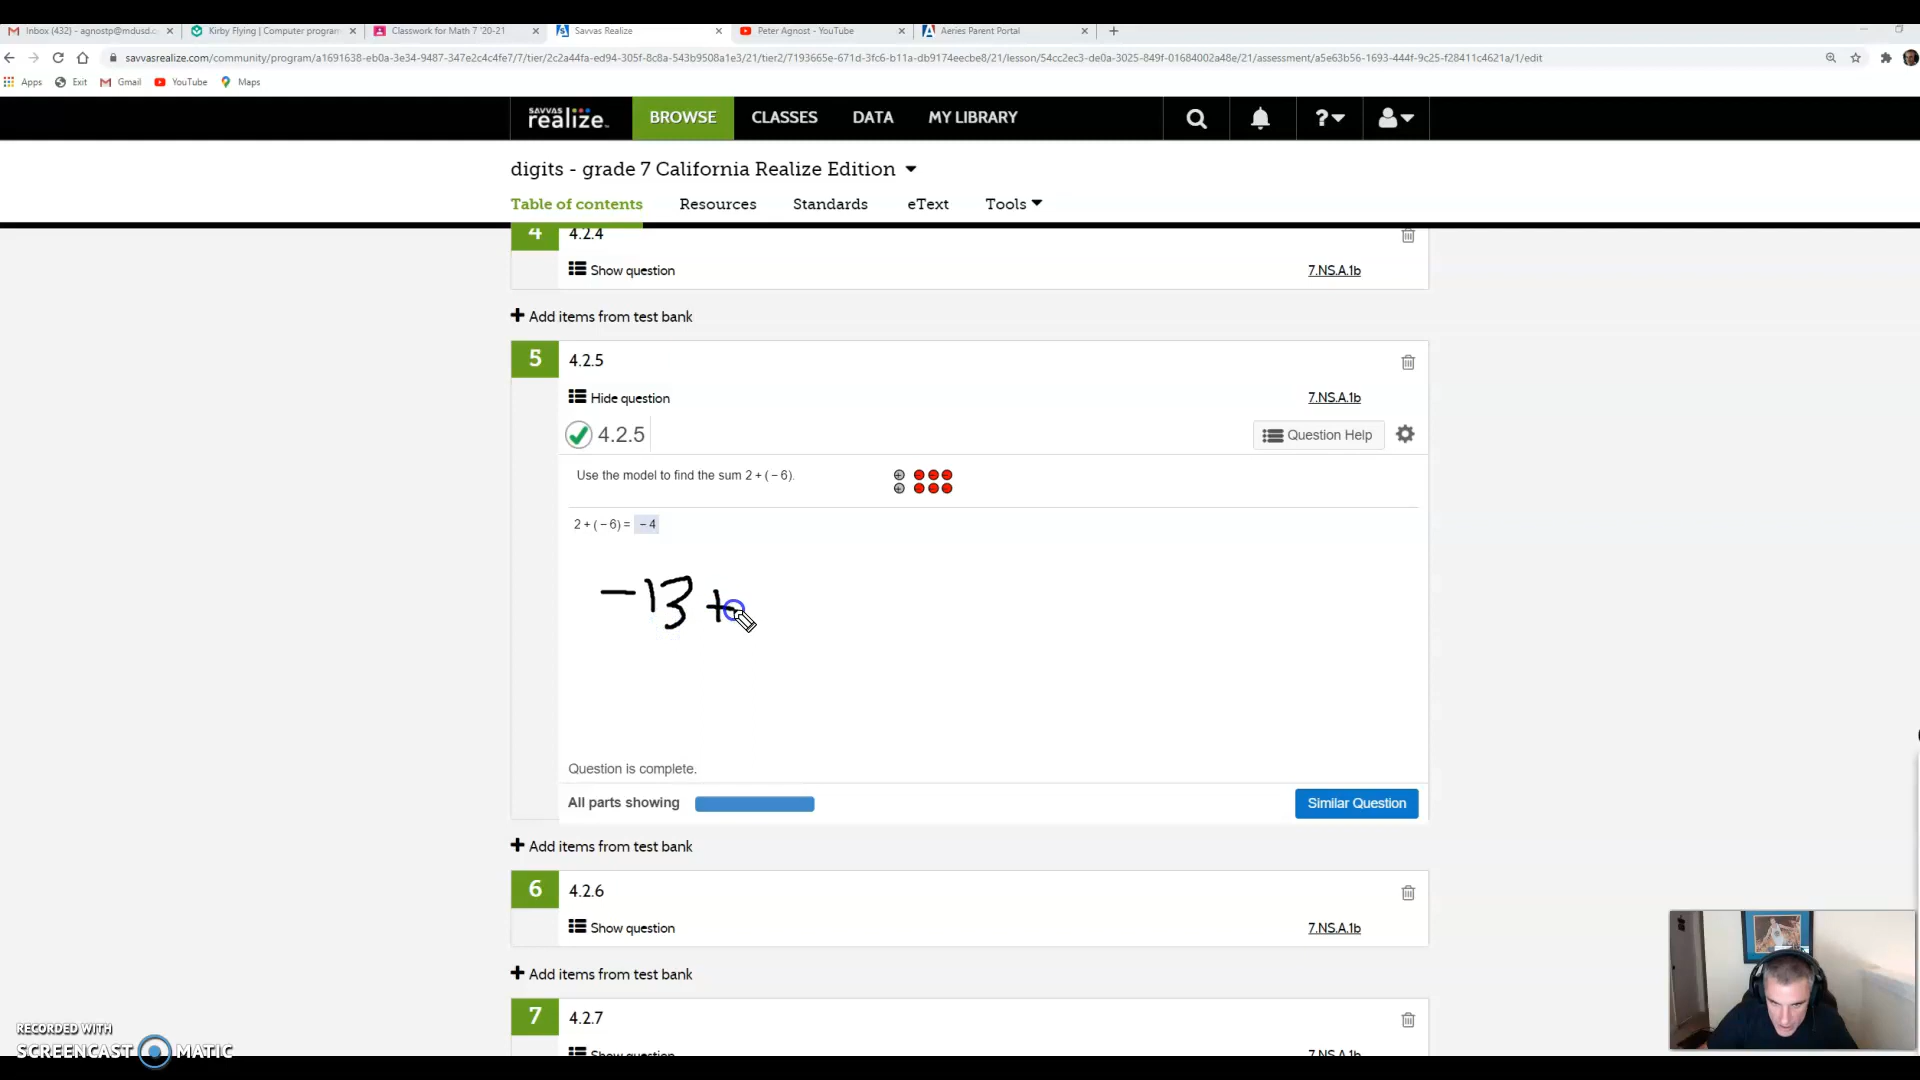 Inbox (432) - agnostp@mdusd.o
Kirby Flying | Computer program
Classwork for Math 7 '20-21
Savvas Realize
Peter Agnost - YouTube
Aeries Parent Portal
savvasrealize.com/community/program/a1691638-eb0a-3e34-9487-347e2c4c4fe7/7/tier/2c2a44fa-ed94-305f-8c8a-543b9508a1e3/21/tier2/7193665e-671d-3fc6-b11a-db9174eecbe8/21/lesson/54cc2ec3-de0a-3025-849f-01684002a48e/21/assessment/a5e63b56-1693-444f-9c25-f28411c4621a/1/edit
Apps Exit Gmail YouTube Maps
SAVVAS realize. BROWSE CLASSES DATA MY LIBRARY ?
digits - grade 7 California Realize Edition
Table of contents Resources Standards eText Tools
4 4.2.4
Show question 7.NS.A.1b
+ Add items from test bank
5 4.2.5
Hide question 7.NS.A.1b
4.2.5 Question Help
Use the model to find the sum 2 + ( − 6).
2 + ( − 6) = − 4
−13 +
Question is complete.
All parts showing Similar Question
+ Add items from test bank
6 4.2.6
Show question 7.NS.A.1b
+ Add items from test bank
7 4.2.7
Show question 7.NS.A.1b
RECORDED WITH
SCREENCAST MATIC